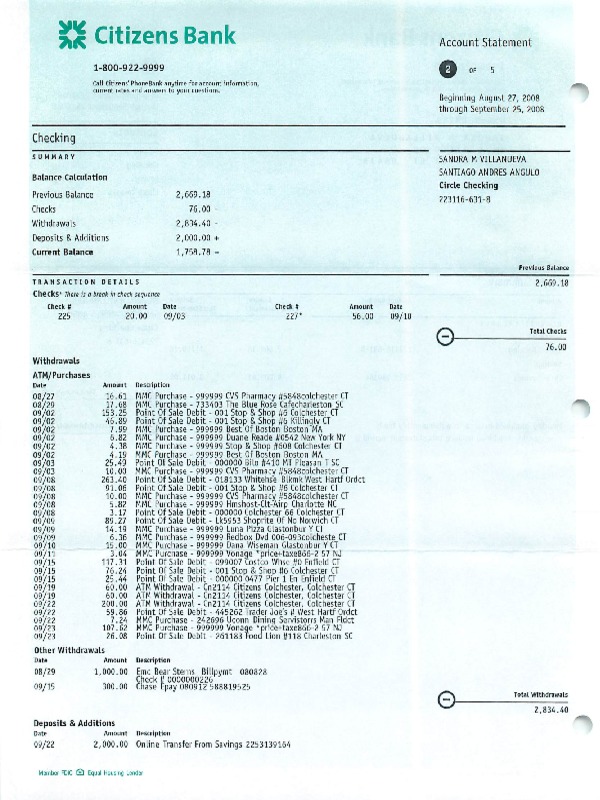 Citizens Bank
1-800-922-9999
Call Citizens' PhoneBank anytime for account information,
current rates and answers to your questions.
Account Statement
2 OF 5
Beginning August 27, 2008
through September 25, 2008
Checking
SUMMARY
SANDRA M VILLANUEVA
SANTIAGO ANDRES ANGULO
Circle Checking
223116-631-8
Balance Calculation
Previous Balance 2,669.18
Checks 76.00 -
Withdrawals 2,834.40 -
Deposits & Additions 2,000.00 +
Current Balance 1,758.78 =
Previous Balance
2,669.18
TRANSACTION DETAILS
Checks* There is a break in check sequence
Check # Amount Date Check # Amount Date
225 20.00 09/03 227* 56.00 09/10
Total Checks
76.00
Withdrawals
ATM/Purchases
Date Amount Description
08/27 16.61 MMC Purchase - 999999 CVS Pharmacy #5848colchester CT
08/29 17.68 MMC Purchase - 733403 The Blue Rose Cafecharleston SC
09/02 153.25 Point Of Sale Debit - 001 Stop & Shop #6 Colchester CT
09/02 46.89 Point Of Sale Debit - 001 Stop & Shop #6 Killingly CT
09/02 7.99 MMC Purchase - 999999 Best Of Boston Boston MA
09/02 6.82 MMC Purchase - 999999 Duane Reade #0542 New York NY
09/02 4.38 MMC Purchase - 999999 Stop & Shop #608 Colchester CT
09/02 4.19 MMC Purchase - 999999 Best Of Boston Boston MA
09/03 25.49 Point Of Sale Debit - 000000 Bilo #410 Mt Pleasan T SC
09/03 10.00 MMC Purchase - 999999 CVS Pharmacy #5848colchester CT
09/08 263.40 Point Of Sale Debit - 018133 Whitehse Blkmk West Hartf Ordct
09/08 91.06 Point Of Sale Debit - 001 Stop & Shop #6 Colchester CT
09/08 10.00 MMC Purchase - 999999 CVS Pharmacy #5848colchester CT
09/08 5.82 MMC Purchase - 999999 Hmshost-Clt-Airp Charlotte NC
09/08 3.17 Point Of Sale Debit - 000000 Colchester 66 Colchester CT
09/09 89.27 Point Of Sale Debit - Lk5953 Shoprite Of No Norwich CT
09/09 14.19 MMC Purchase - 999999 Luna Pizza Glastonbur Y CT
09/09 6.36 MMC Purchase - 999999 Redbox Dvd 006-093colcheste CT
09/10 15.00 MMC Purchase - 999999 Dana Wiseman Glastonbur Y CT
09/11 3.04 MMC Purchase - 999999 Vonage *price+taxe866-2 57 NJ
09/15 117.31 Point Of Sale Debit - 099007 Costco Whse #0 Enfield CT
09/15 76.24 Point Of Sale Debit - 001 Stop & Shop #6 Colchester CT
09/15 25.44 Point Of Sale Debit - 000000 0477 Pier 1 En Enfield CT
09/19 60.00 ATM Withdrawal - Cn2114 Citizens Colchester, Colchester CT
09/19 60.00 ATM Withdrawal - Cn2114 Citizens Colchester, Colchester CT
09/22 200.00 ATM Withdrawal - Cn2114 Citizens Colchester, Colchester CT
09/22 59.86 Point Of Sale Debit - 445262 Trader Joe's # West Hartf Ordct
09/22 7.24 MMC Purchase - 242696 Uconn Dining Servistorrs Man Fldct
09/23 107.62 MMC Purchase - 999999 Vonage *price+taxe866-2 57 NJ
09/23 26.08 Point Of Sale Debit - 261183 Food Lion #118 Charleston SC
Other Withdrawals
Date Amount Description
08/29 1,000.00 Emc Bear Sterns Billpymt 080828
Check # 0000000226
09/15 300.00 Chase Epay 080912 588819525
Total Withdrawals
2,834.40
Deposits & Additions
Date Amount Description
09/22 2,000.00 Online Transfer From Savings 2253139164
Member FDIC Equal Housing Lender